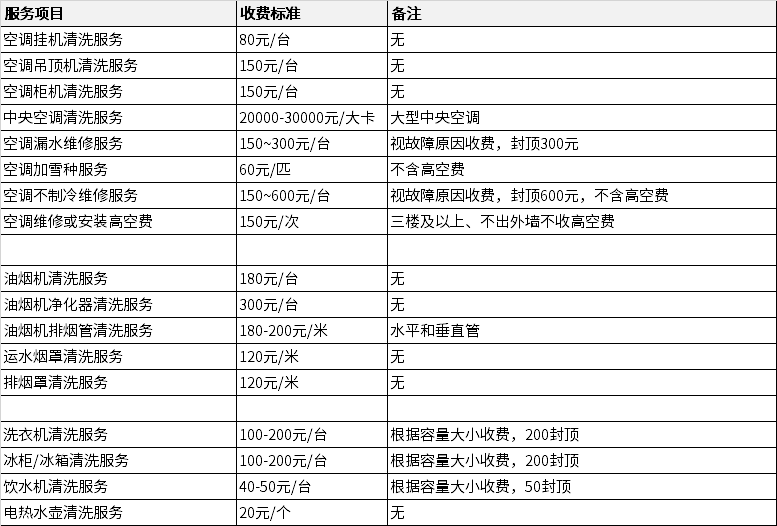 服务项目 收费标准 备注
空调挂机清洗服务 80元/台 无
空调吊顶机清洗服务 150元/台 无
空调柜机清洗服务 150元/台 无
中央空调清洗服务 20000-30000元/大卡 大型中央空调
空调漏水维修服务 150~300元/台 视故障原因收费，封顶300元
空调加雪种服务 60元/匹 不含高空费
空调不制冷维修服务 150~600元/台 视故障原因收费，封顶600元，不含高空费
空调维修或安装高空费 150元/次 三楼及以上、不出外墙不收高空费
油烟机清洗服务 180元/台 无
油烟机净化器清洗服务 300元/台 无
油烟机排烟管清洗服务 180-200元/米 水平和垂直管
运水烟罩清洗服务 120元/米 无
排烟罩清洗服务 120元/米 无
洗衣机清洗服务 100-200元/台 根据容量大小收费，200封顶
冰柜/冰箱清洗服务 100-200元/台 根据容量大小收费，200封顶
饮水机清洗服务 40-50元/台 根据容量大小收费，50封顶
电热水壶清洗服务 20元/个 无